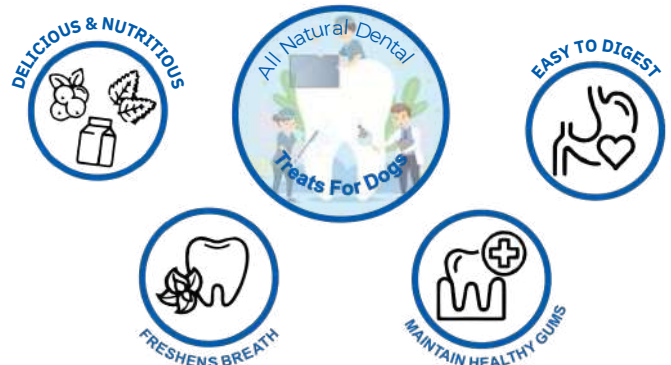 DELICIOUS & NUTRITIOUS
All Natural Dental
Treats For Dogs
EASY TO DIGEST
FRESHENS BREATH
MAINTAIN HEALTHY GUMS